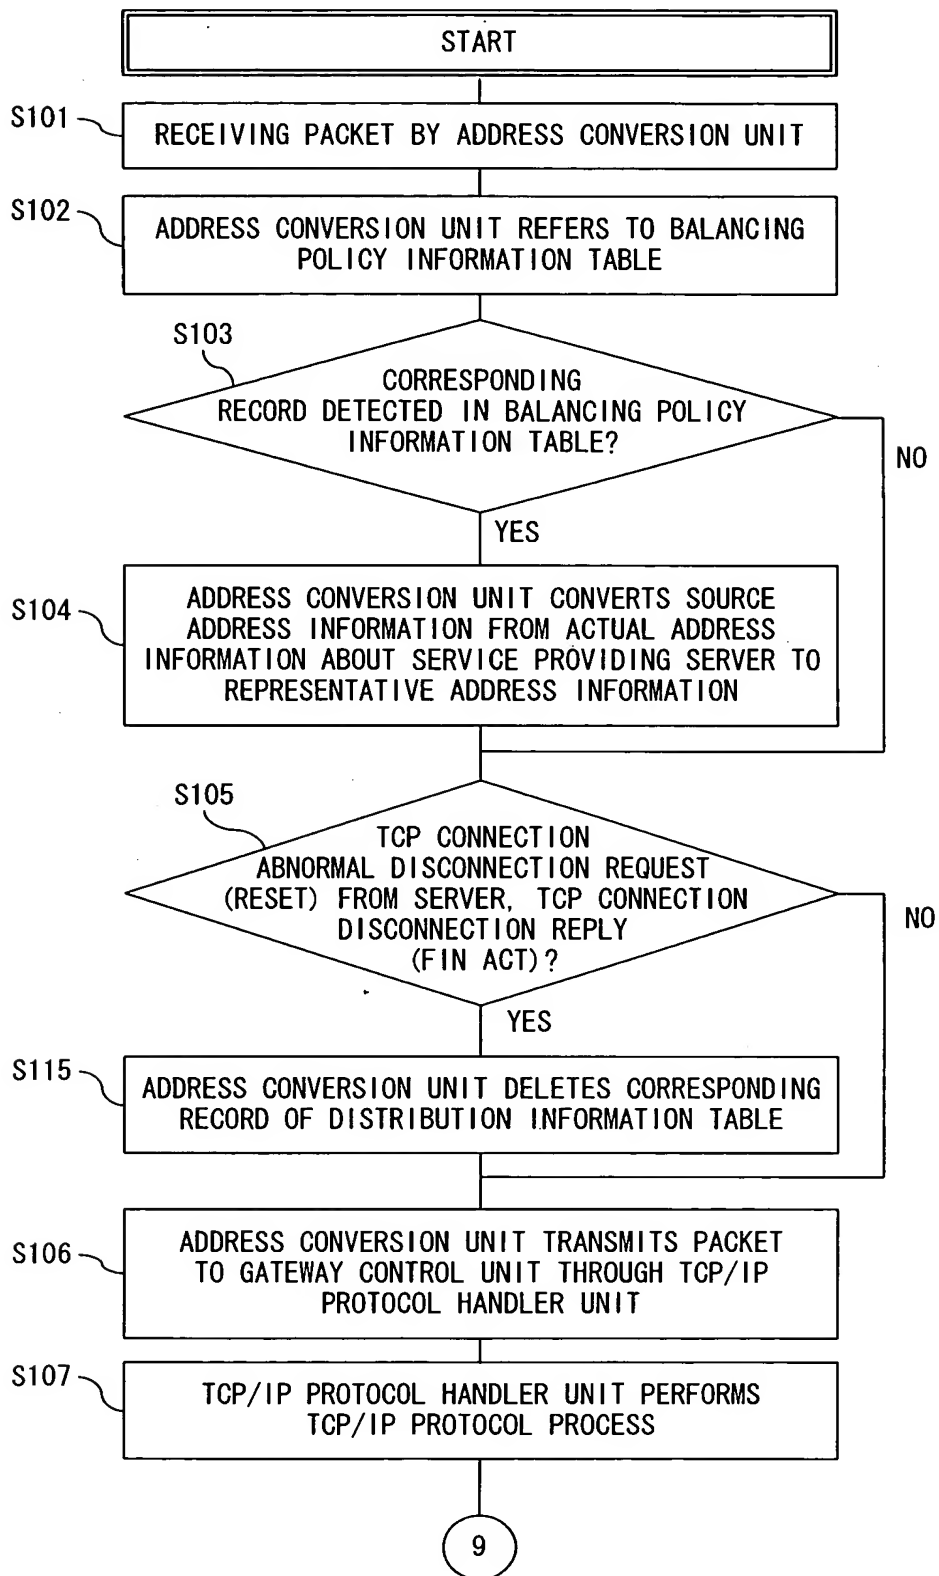 START
S101
RECEIVING PACKET BY ADDRESS CONVERSION UNIT
S102
ADDRESS CONVERSION UNIT REFERS TO BALANCING
POLICY INFORMATION TABLE
S103
CORRESPONDING
RECORD DETECTED IN BALANCING POLICY
INFORMATION TABLE?
NO
YES
S104
ADDRESS CONVERSION UNIT CONVERTS SOURCE
ADDRESS INFORMATION FROM ACTUAL ADDRESS
INFORMATION ABOUT SERVICE PROVIDING SERVER TO
REPRESENTATIVE ADDRESS INFORMATION
S105
TCP CONNECTION
ABNORMAL DISCONNECTION REQUEST
(RESET) FROM SERVER, TCP CONNECTION
DISCONNECTION REPLY
(FIN ACT)?
NO
YES
S115
ADDRESS CONVERSION UNIT DELETES CORRESPONDING
RECORD OF DISTRIBUTION INFORMATION TABLE
S106
ADDRESS CONVERSION UNIT TRANSMITS PACKET
TO GATEWAY CONTROL UNIT THROUGH TCP/IP
PROTOCOL HANDLER UNIT
S107
TCP/IP PROTOCOL HANDLER UNIT PERFORMS
TCP/IP PROTOCOL PROCESS
9